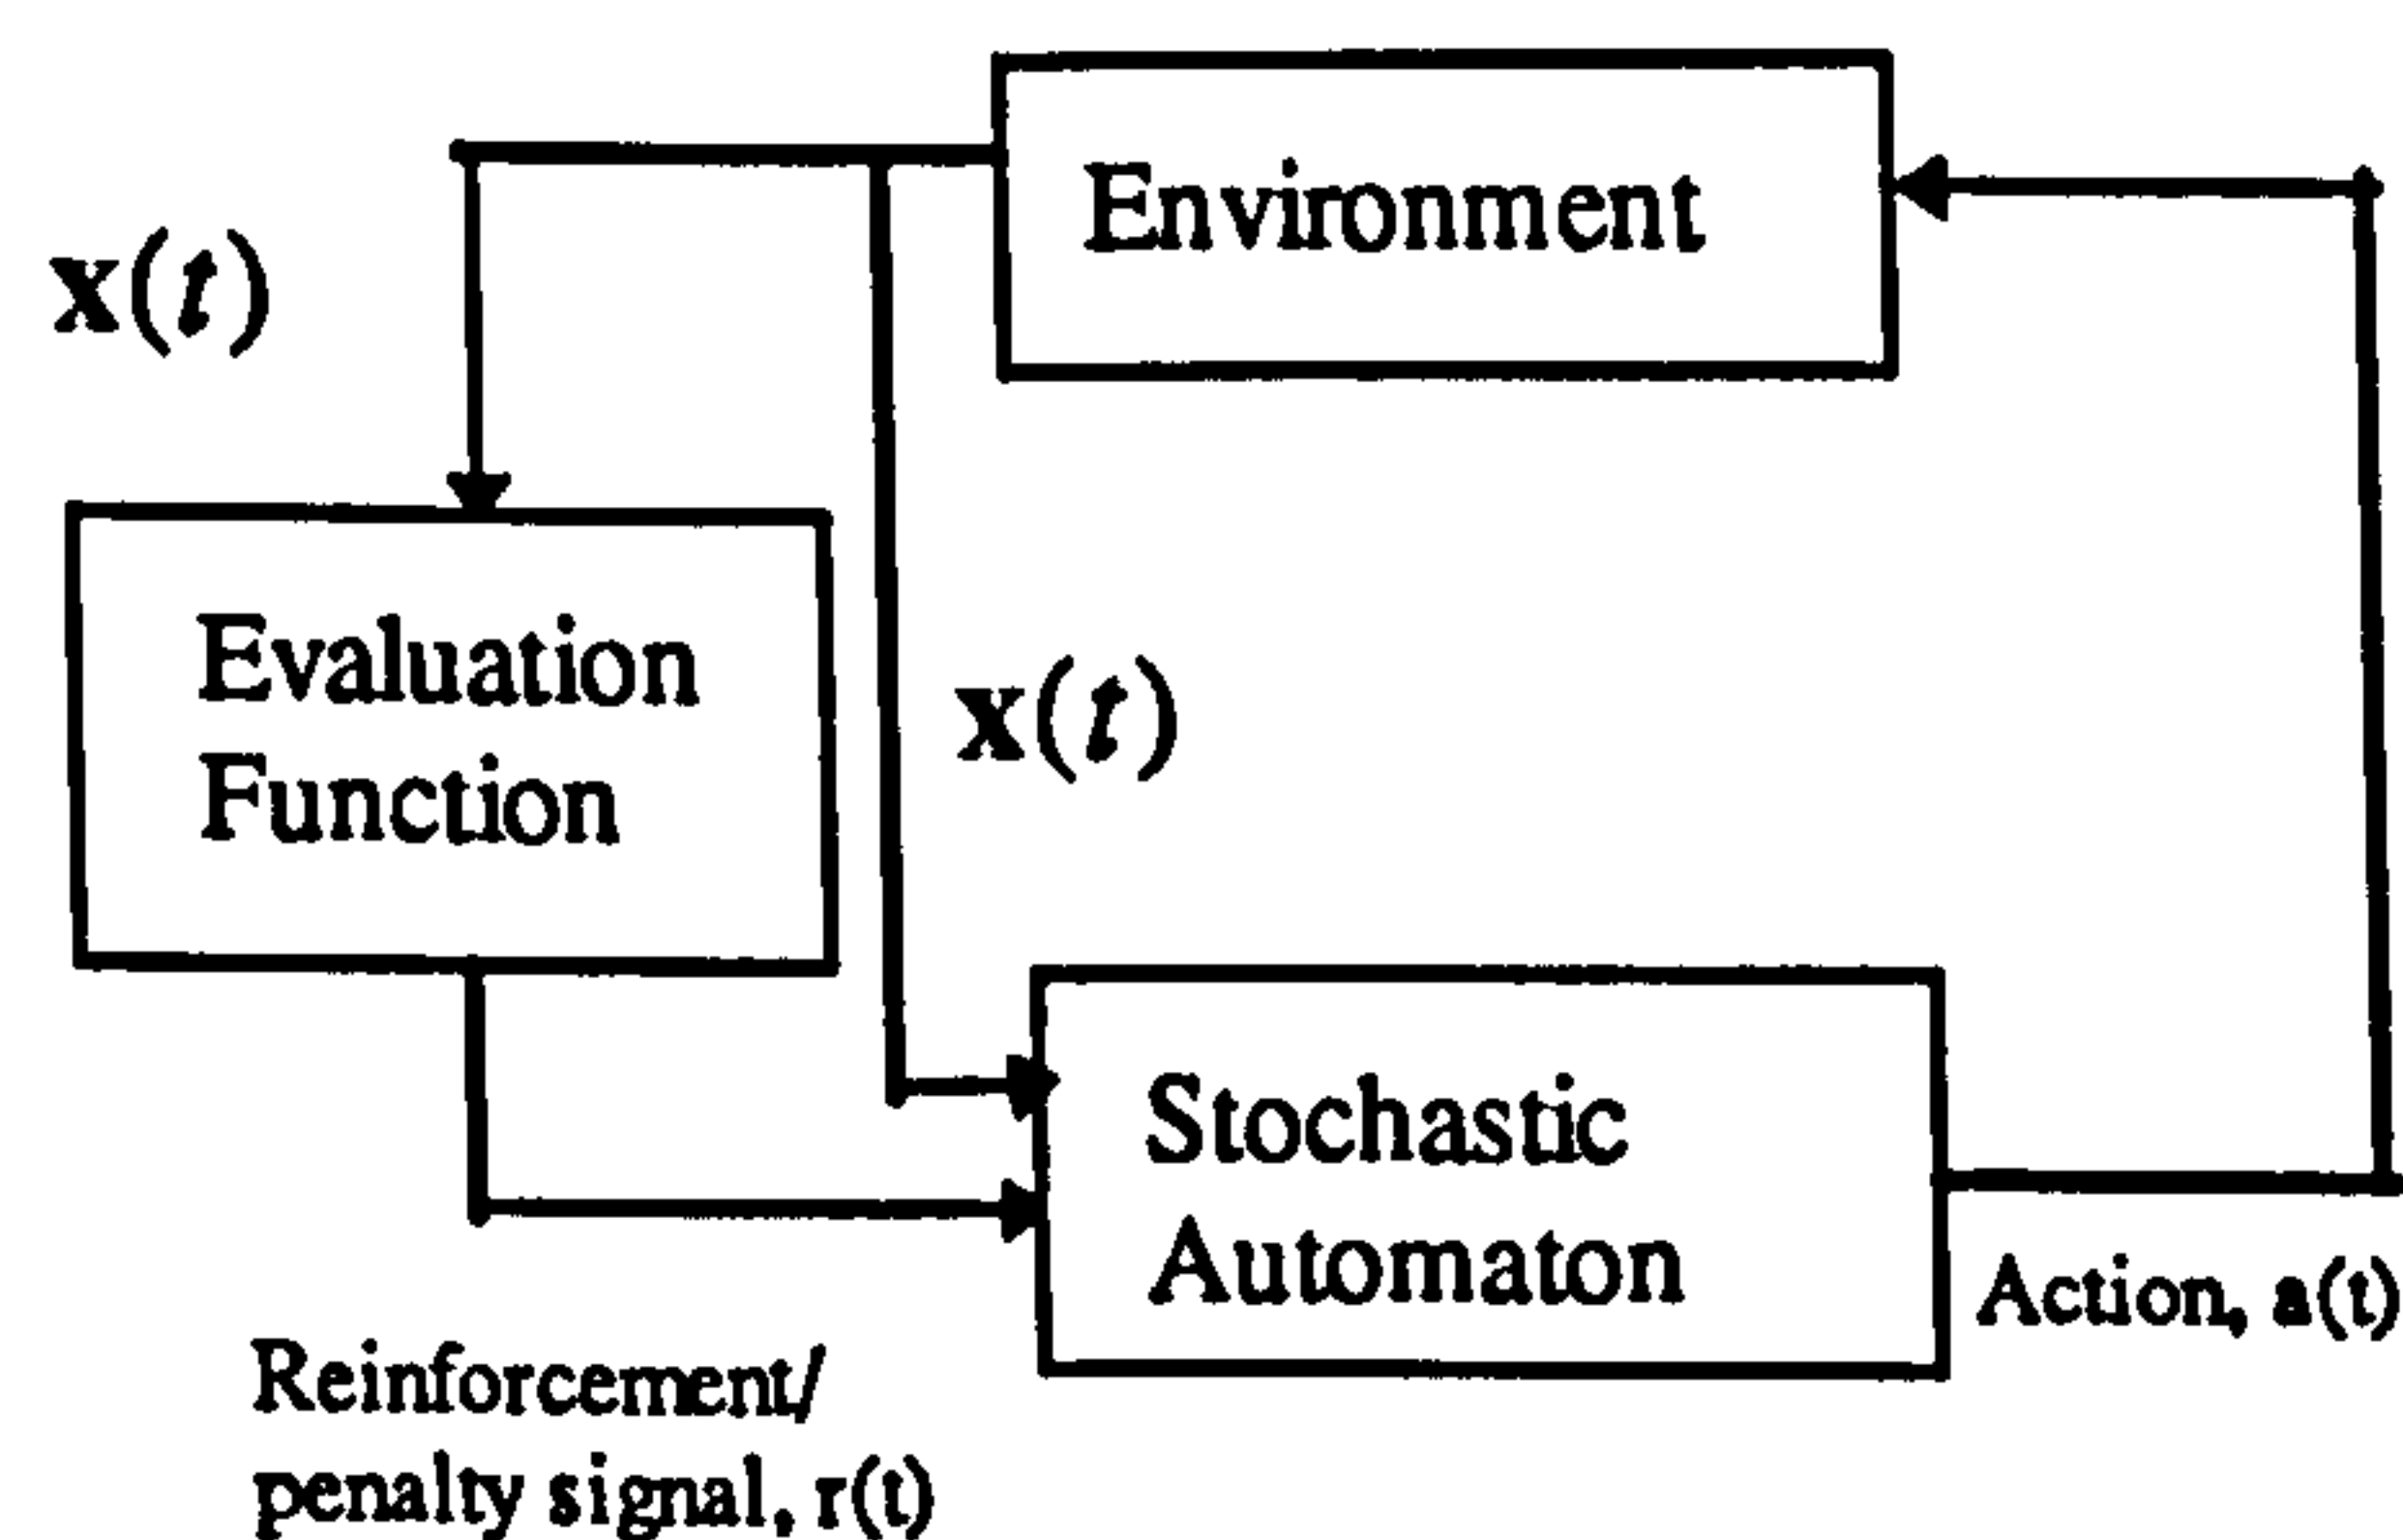 Environment
x(t)
Evaluation
Function
x(t)
Stochastic
Automaton
Action, a(t)
Reinforcement/
penalty signal, r(t)